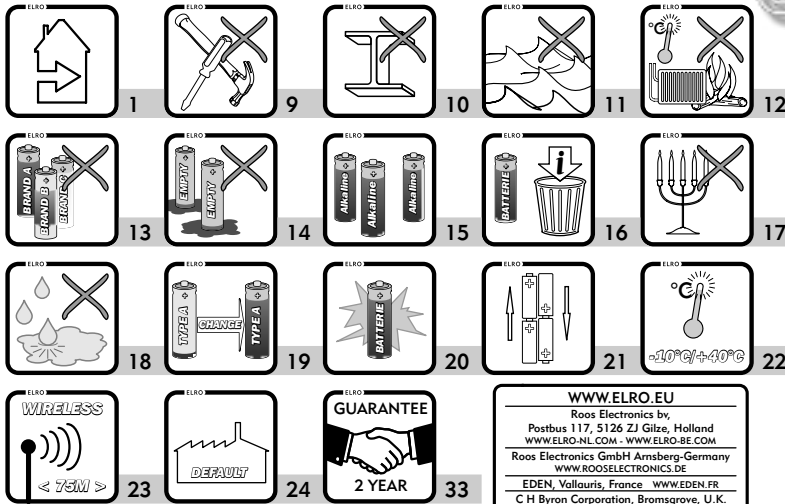 ELRO ELRO ELRO ELRO ELRO
°C
1 9 10 11 12
ELRO ELRO ELRO ELRO ELRO
BRAND A BRAND B BRAND C
EMPTY EMPTY
Alkaline Alkaline Alkaline
BATTERIE i
13 14 15 16 17
ELRO ELRO ELRO ELRO ELRO
TYPE A CHANGE TYPE A
BATTERIE
°C
-10°C/+40°C
18 19 20 21 22
ELRO ELRO ELRO
WIRELESS
< 75M >
DEFAULT
GUARANTEE
2 YEAR
23 24 33
WWW.ELRO.EU
Roos Electronics bv,
Postbus 117, 5126 ZJ Gilze, Holland
WWW.ELRO-NL.COM - WWW.ELRO-BE.COM
Roos Electronics GmbH Arnsberg-Germany
WWW.ROOSELECTRONICS.DE
EDEN, Vallauris, France WWW.EDEN.FR
C H Byron Corporation, Bromsgrove, U.K.